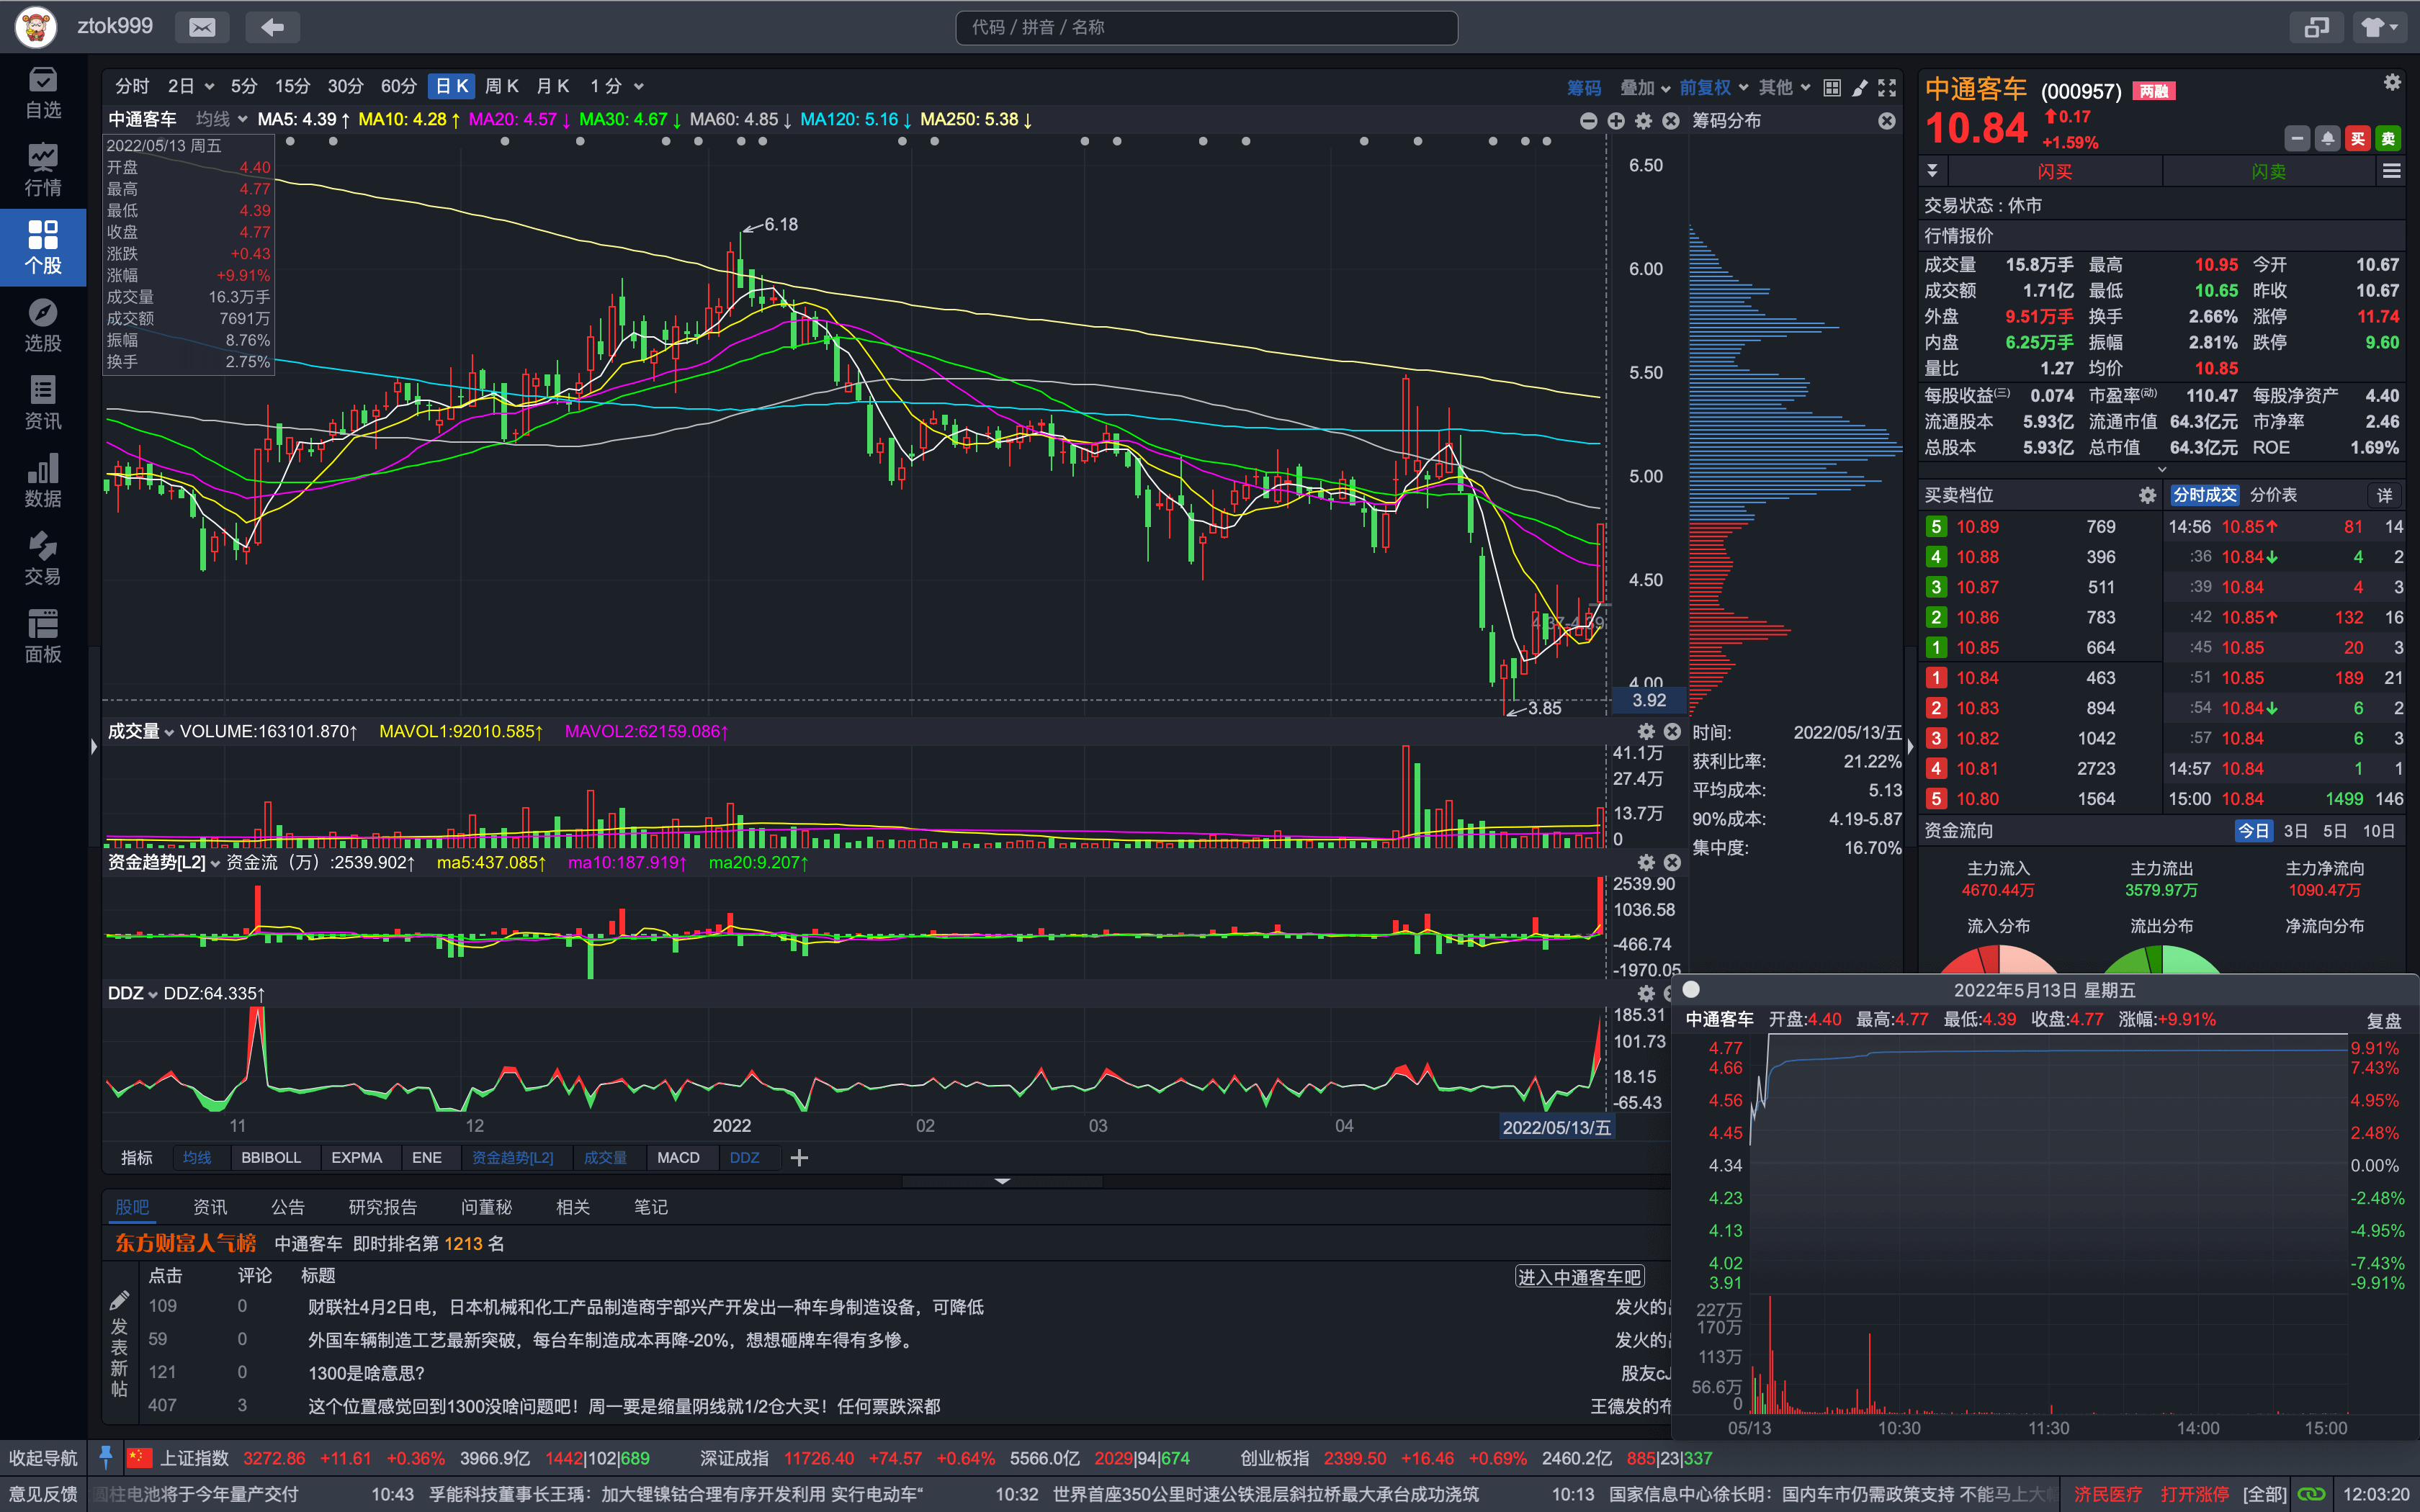 ztok999
代码 / 拼音 / 名称
自选
行情
个股
选股
资讯
数据
交易
面板
收起导航
意见反馈
分时 2日 5分 15分 30分 60分 日K 周K 月K 1分 筹码 叠加 前复权 其他
中通客车 均线 MA5: 4.39↑ MA10: 4.28↑ MA20: 4.57↓ MA30: 4.67↓ MA60: 4.85↓ MA120: 5.16↓ MA250: 5.38↓
筹码分布
2022/05/13 周五
开盘 4.40
最高 4.77
最低 4.39
收盘 4.77
涨跌 +0.43
涨幅 +9.91%
成交量 16.3万手
成交额 7691万
振幅 8.76%
换手 2.75%
6.18
4.37-4.39
3.85
6.50
6.00
5.50
5.00
4.50
4.00
3.92
成交量 VOLUME:163101.870↑ MAVOL1:92010.585↑ MAVOL2:62159.086↑
41.1万
27.4万
13.7万
0
资金趋势[L2] 资金流（万）:2539.902↑ ma5:437.085↑ ma10:187.919↑ ma20:9.207↑
2539.90
1036.58
-466.74
-1970.05
DDZ DDZ:64.335↑
185.31
101.73
18.15
-65.43
11 12 2022 02 03 04 2022/05/13/五
时间: 2022/05/13/五
获利比率: 21.22%
平均成本: 5.13
90%成本: 4.19-5.87
集中度: 16.70%
指标 均线 BBIBOLL EXPMA ENE 资金趋势[L2] 成交量 MACD DDZ
股吧 资讯 公告 研究报告 问董秘 相关 笔记
东方财富人气榜 中通客车 即时排名第 1213 名
点击 评论 标题 进入中通客车吧
发表新帖
109 0 财联社4月2日电，日本机械和化工产品制造商宇部兴产开发出一种车身制造设备，可降低 发火的
59 0 外国车辆制造工艺最新突破，每台车制造成本再降-20%，想想砸牌车得有多惨。 发火的
121 0 1300是啥意思？ 股友cJ
407 3 这个位置感觉回到1300没啥问题吧！周一要是缩量阴线就1/2仓大买！任何票跌深都 王德发的布
中通客车 (000957) 两融
10.84 ↑0.17
+1.59%
买 卖
闪买 闪卖
交易状态 : 休市
行情报价
成交量 15.8万手 最高 10.95 今开 10.67
成交额 1.71亿 最低 10.65 昨收 10.67
外盘 9.51万手 换手 2.66% 涨停 11.74
内盘 6.25万手 振幅 2.81% 跌停 9.60
量比 1.27 均价 10.85
每股收益(三) 0.074 市盈率(动) 110.47 每股净资产 4.40
流通股本 5.93亿 流通市值 64.3亿元 市净率 2.46
总股本 5.93亿 总市值 64.3亿元 ROE 1.69%
买卖档位 分时成交 分价表 详
5 10.89 769 14:56 10.85↑ 81 14
4 10.88 396 :36 10.84↓ 4 2
3 10.87 511 :39 10.84 4 3
2 10.86 783 :42 10.85↑ 132 16
1 10.85 664 :45 10.85 20 3
1 10.84 463 :51 10.85 189 21
2 10.83 894 :54 10.84↓ 6 2
3 10.82 1042 :57 10.84 6 3
4 10.81 2723 14:57 10.84 1 1
5 10.80 1564 15:00 10.84 1499 146
资金流向 今日 3日 5日 10日
主力流入 主力流出 主力净流向
4670.44万 3579.97万 1090.47万
流入分布 流出分布 净流向分布
2022年5月13日 星期五
中通客车 开盘:4.40 最高:4.77 最低:4.39 收盘:4.77 涨幅:+9.91% 复盘
4.77 9.91%
4.66 7.43%
4.56 4.95%
4.45 2.48%
4.34 0.00%
4.23 -2.48%
4.13 -4.95%
4.02 -7.43%
3.91 -9.91%
227万
170万
113万
56.6万
0
05/13 10:30 11:30 14:00 15:00
上证指数 3272.86 +11.61 +0.36% 3966.9亿 1442|102|689 深证成指 11726.40 +74.57 +0.64% 5566.0亿 2029|94|674 创业板指 2399.50 +16.46 +0.69% 2460.2亿 885|23|337
圆柱电池将于今年量产交付 10:43 孚能科技董事长王瑀：加大锂镍钴合理有序开发利用 实行电动车“ 10:32 世界首座350公里时速公铁混层斜拉桥最大承台成功浇筑 10:13 国家信息中心徐长明：国内车市仍需政策支持 不能马上大 济民医疗 打开涨停 [全部] 12:03:20